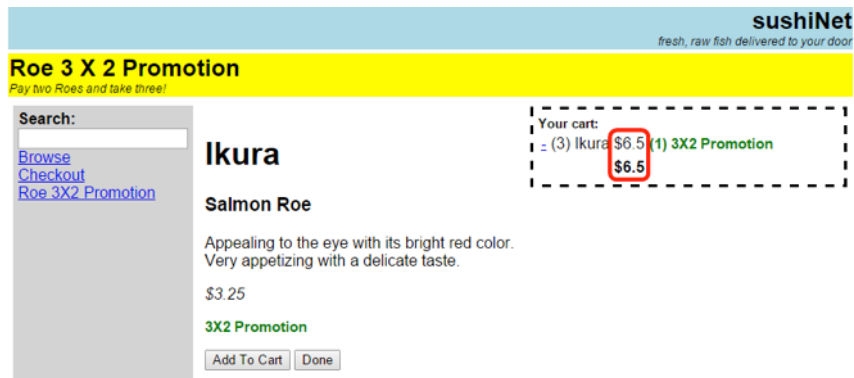 sushiNet
fresh, raw fish delivered to your door
Roe 3 X 2 Promotion
Pay two Roes and take three!
Search:
Browse
Checkout
Roe 3X2 Promotion
Ikura
Salmon Roe
Appealing to the eye with its bright red color.
Very appetizing with a delicate taste.
$3.25
3X2 Promotion
Add To Cart Done
Your cart:
- (3) Ikura $6.5 (1) 3X2 Promotion
$6.5